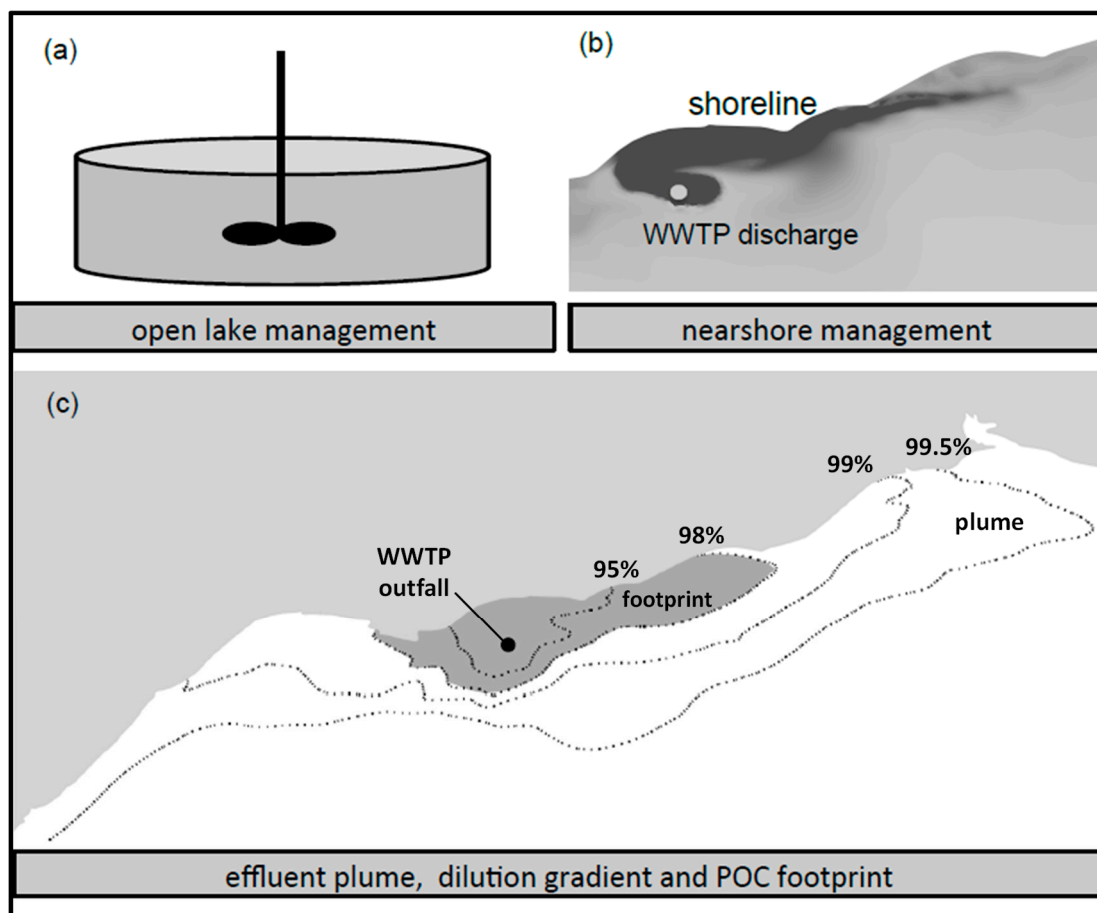 (a)
open lake management
(b)
shoreline
WWTP discharge
nearshore management
(c)
99.5%
99%
plume
98%
WWTP
outfall
95%
footprint
effluent plume, dilution gradient and POC footprint